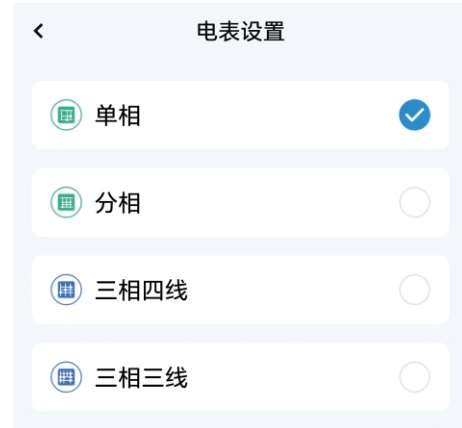 电表设置
单相
分相
三相四线
三相三线